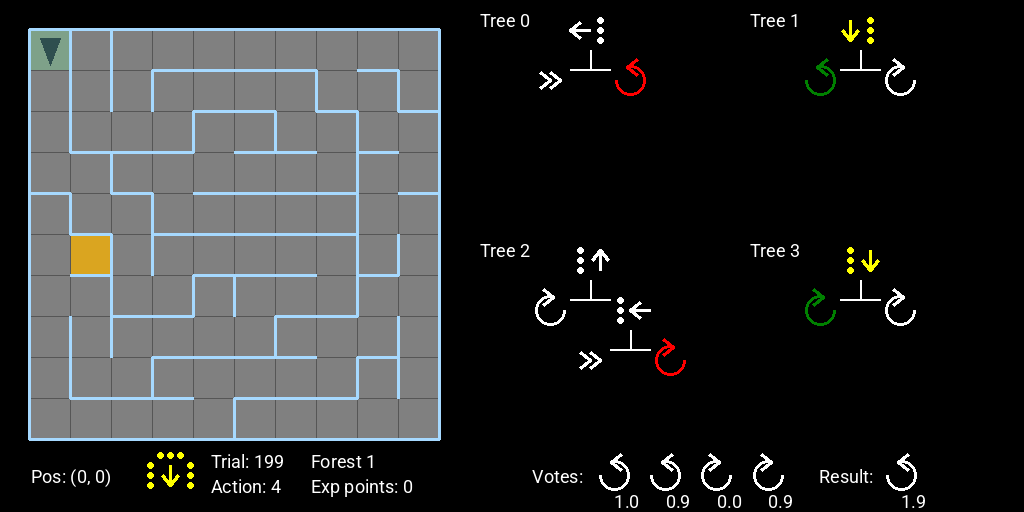 Tree 0
Tree 1
Tree 2
Tree 3
Pos: (0, 0)
Trial: 199
Forest 1
Action: 4
Exp points: 0
Votes:
1.0
0.9
0.0
0.9
Result:
1.9